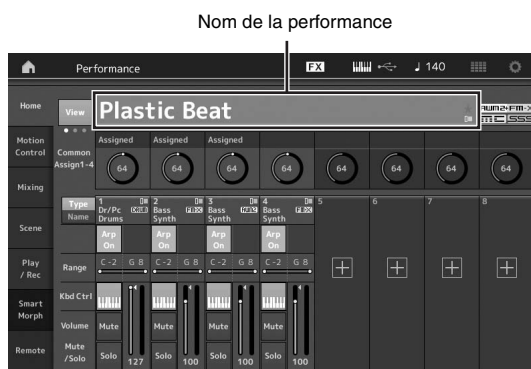 Nom de la performance
Performance FX 140
Home View Plastic Beat
Motion Control Common Assign1-4 Assigned Assigned Assigned
64 64 64 64 64 64 64 64
Mixing
Type Name 1 Dr/Pc Drums 2 Bass Synth 3 Bass Synth 4 Bass Synth 5 6 7 8
Scene Arp On Arp On Arp On Arp On
Play / Rec Range C -2 G 8 C -2 G 8 C -2 G 8 C -2 G 8
Smart Morph Kbd Ctrl
Volume Mute Mute Mute Mute
Remote Mute /Solo Solo 127 Solo 100 Solo 100 Solo 100